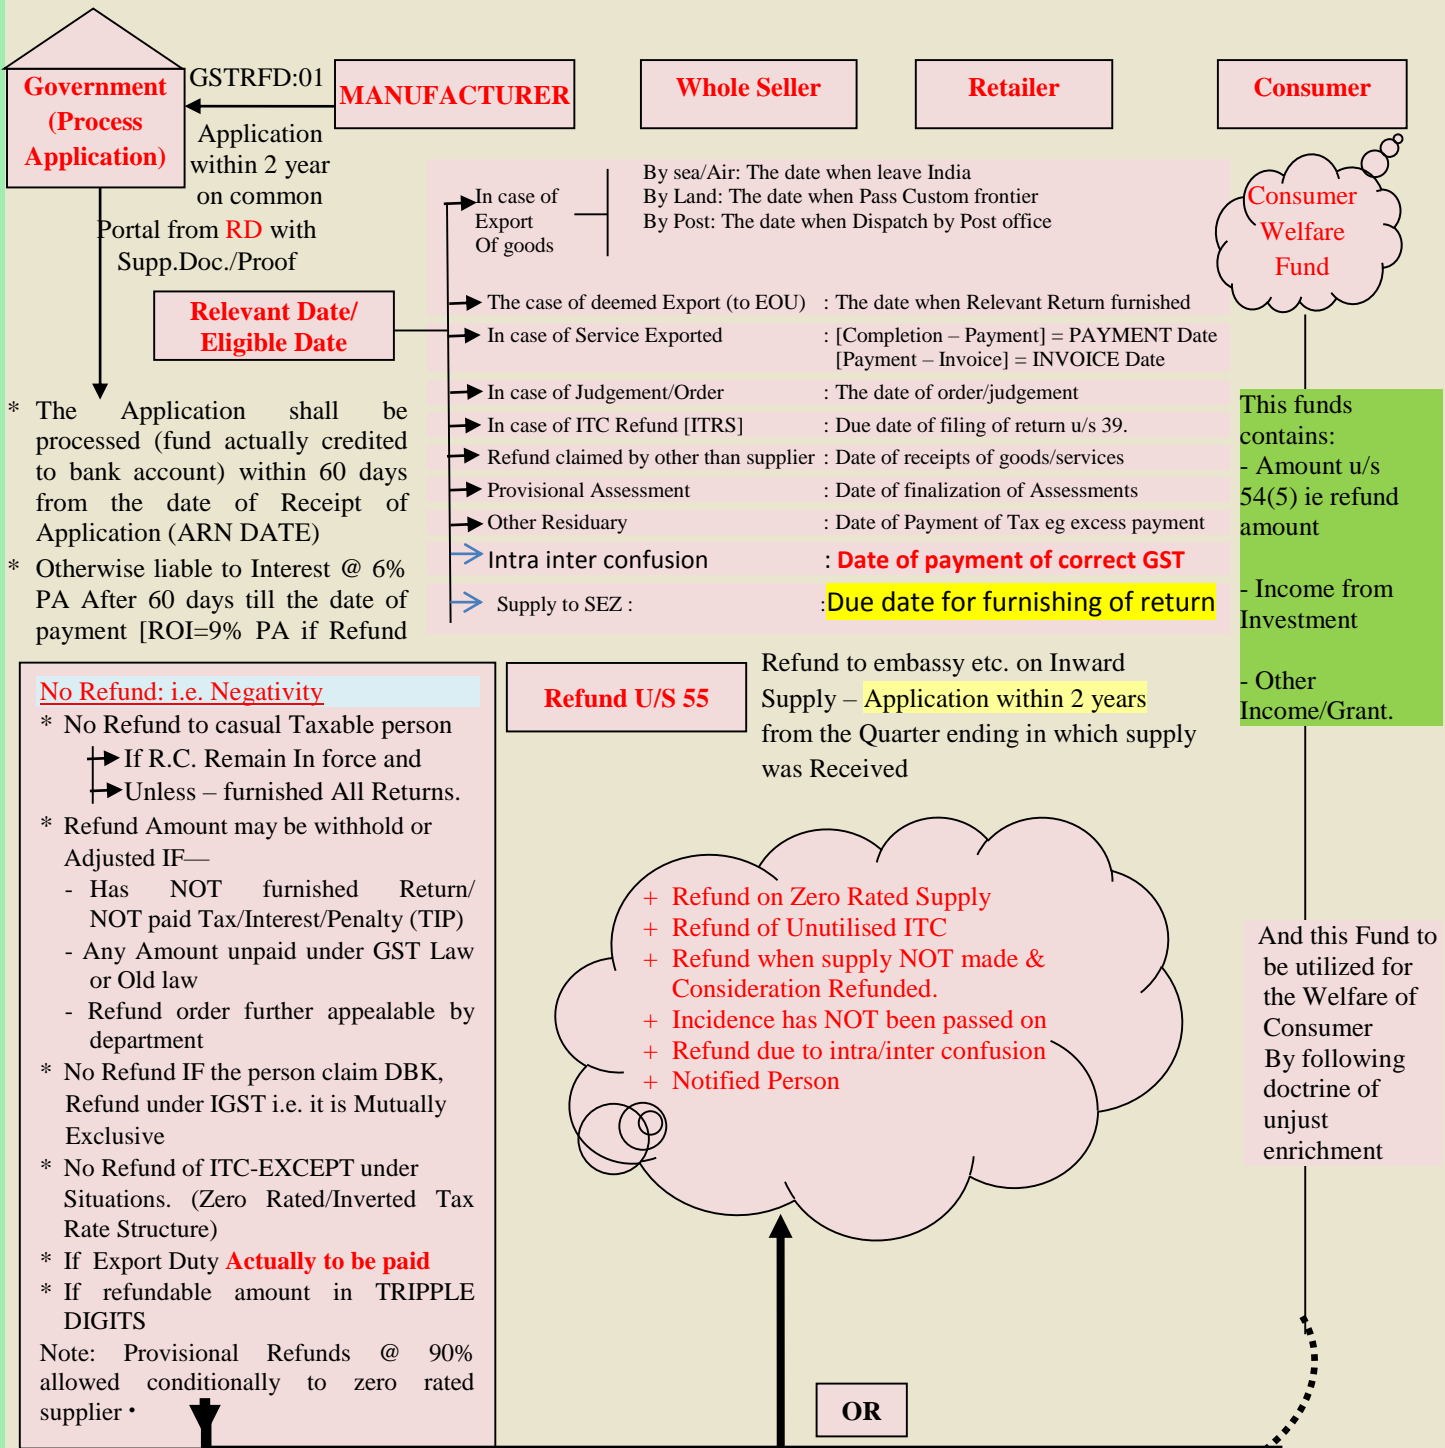 Government
(Process
Application)
GSTRFD:01
Application
within 2 year
on common
Portal from RD with
Supp.Doc./Proof
MANUFACTURER
Whole Seller
Retailer
Consumer
Relevant Date/
Eligible Date
In case of
Export
Of goods
By sea/Air: The date when leave India
By Land: The date when Pass Custom frontier
By Post: The date when Dispatch by Post office
The case of deemed Export (to EOU) : The date when Relevant Return furnished
In case of Service Exported : [Completion – Payment] = PAYMENT Date
[Payment – Invoice] = INVOICE Date
In case of Judgement/Order : The date of order/judgement
In case of ITC Refund [ITRS] : Due date of filing of return u/s 39.
Refund claimed by other than supplier : Date of receipts of goods/services
Provisional Assessment : Date of finalization of Assessments
Other Residuary : Date of Payment of Tax eg excess payment
Intra inter confusion : Date of payment of correct GST
Supply to SEZ : :Due date for furnishing of return
Consumer
Welfare
Fund
This funds
contains:
- Amount u/s
54(5) ie refund
amount
- Income from
Investment
- Other
Income/Grant.
And this Fund to
be utilized for
the Welfare of
Consumer
By following
doctrine of
unjust
enrichment
* The Application shall be
processed (fund actually credited
to bank account) within 60 days
from the date of Receipt of
Application (ARN DATE)
* Otherwise liable to Interest @ 6%
PA After 60 days till the date of
payment [ROI=9% PA if Refund
No Refund: i.e. Negativity
* No Refund to casual Taxable person
If R.C. Remain In force and
Unless – furnished All Returns.
* Refund Amount may be withhold or
Adjusted IF—
- Has NOT furnished Return/
NOT paid Tax/Interest/Penalty (TIP)
- Any Amount unpaid under GST Law
or Old law
- Refund order further appealable by
department
* No Refund IF the person claim DBK,
Refund under IGST i.e. it is Mutually
Exclusive
* No Refund of ITC-EXCEPT under
Situations. (Zero Rated/Inverted Tax
Rate Structure)
* If Export Duty Actually to be paid
* If refundable amount in TRIPPLE
DIGITS
Note: Provisional Refunds @ 90%
allowed conditionally to zero rated
supplier
Refund U/S 55
Refund to embassy etc. on Inward
Supply – Application within 2 years
from the Quarter ending in which supply
was Received
+ Refund on Zero Rated Supply
+ Refund of Unutilised ITC
+ Refund when supply NOT made &
Consideration Refunded.
+ Incidence has NOT been passed on
+ Refund due to intra/inter confusion
+ Notified Person
OR